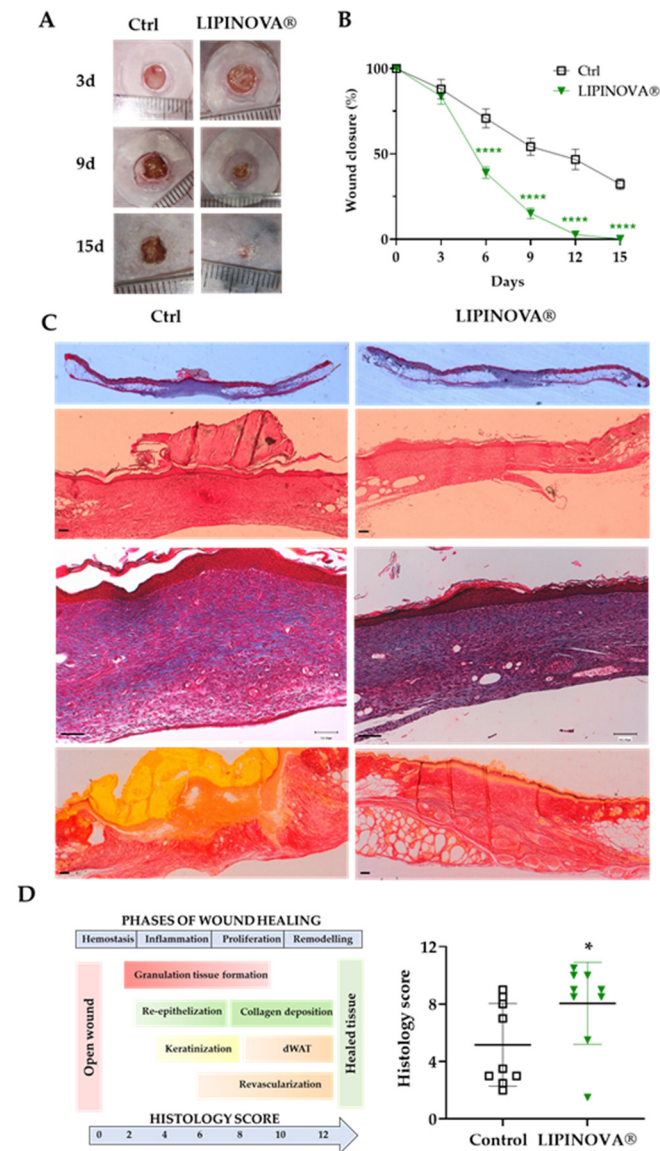 A
Ctrl
LIPINOVA®
3d
9d
15d
B
Wound closure (%)
100
50
0
0 3 6 9 12 15
Days
Ctrl
LIPINOVA®
****
****
****
****
C
Ctrl
LIPINOVA®
D
PHASES OF WOUND HEALING
Hemostasis Inflammation Proliferation Remodelling
Open wound
Granulation tissue formation
Re-epithelization Collagen deposition
Keratinization dWAT
Revascularization
Healed tissue
HISTOLOGY SCORE
0 2 4 6 8 10 12
Histology score
12
8
4
0
*
Control LIPINOVA®